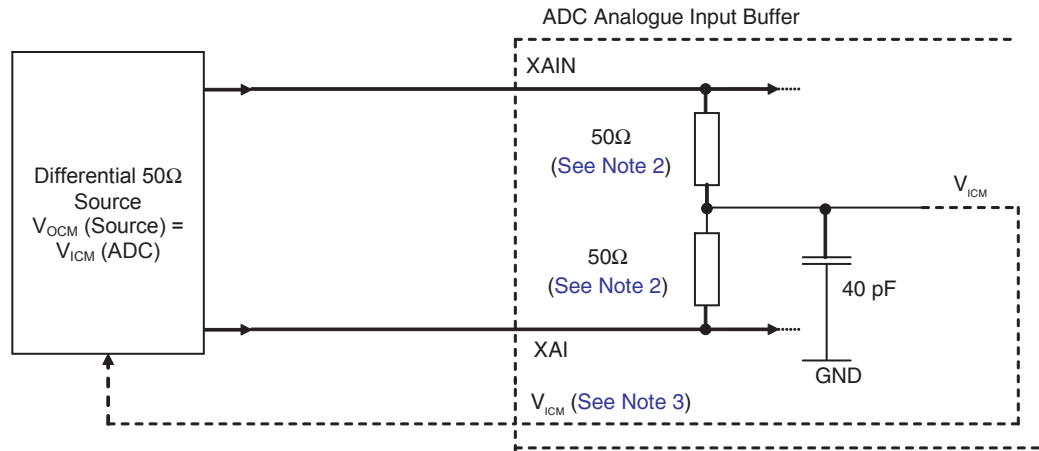 ADC Analogue Input Buffer
XAIN
50Ω
(See Note 2)
Differential 50Ω
Source
VOCM (Source) =
VICM (ADC)
VICM
50Ω
(See Note 2)
40 pF
XAI
GND
VICM (See Note 3)